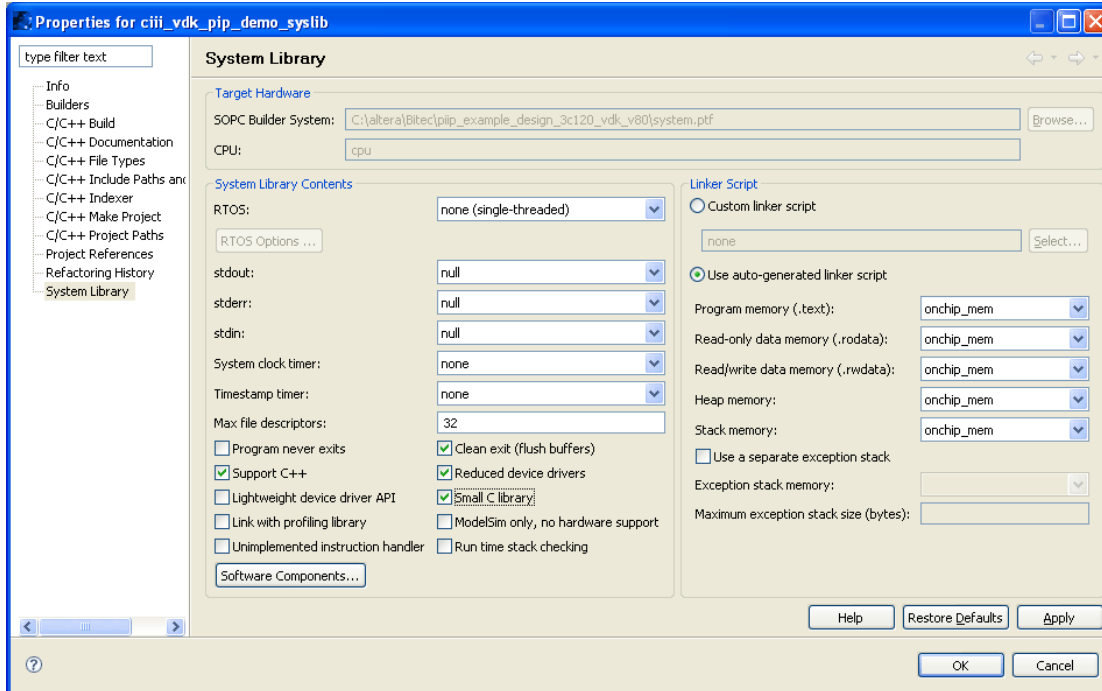 Properties for ciii_vdk_pip_demo_syslib
type filter text
Info
Builders
C/C++ Build
C/C++ Documentation
C/C++ File Types
C/C++ Include Paths and
C/C++ Indexer
C/C++ Make Project
C/C++ Project Paths
Project References
Refactoring History
System Library
System Library
Target Hardware
SOPC Builder System: C:\altera\Bitec\piip_example_design_3c120_vdk_v80\system.ptf Browse...
CPU: cpu
System Library Contents
RTOS: none (single-threaded)
RTOS Options ...
stdout: null
stderr: null
stdin: null
System clock timer: none
Timestamp timer: none
Max file descriptors: 32
Program never exits Clean exit (flush buffers)
Support C++ Reduced device drivers
Lightweight device driver API Small C library
Link with profiling library ModelSim only, no hardware support
Unimplemented instruction handler Run time stack checking
Software Components...
Linker Script
Custom linker script
none Select...
Use auto-generated linker script
Program memory (.text): onchip_mem
Read-only data memory (.rodata): onchip_mem
Read/write data memory (.rwdata): onchip_mem
Heap memory: onchip_mem
Stack memory: onchip_mem
Use a separate exception stack
Exception stack memory:
Maximum exception stack size (bytes):
Help Restore Defaults Apply
? OK Cancel